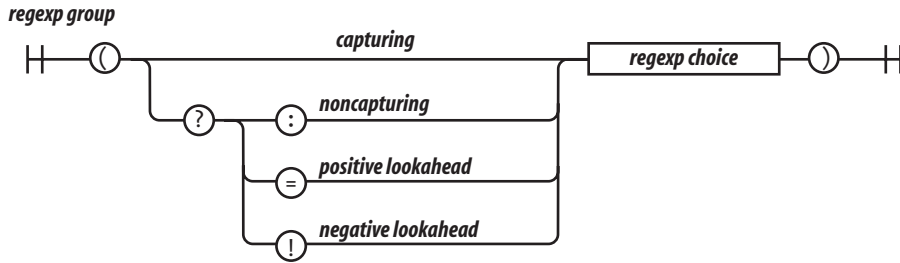 regexp group
capturing
( regexp choice )
? : noncapturing
= positive lookahead
! negative lookahead